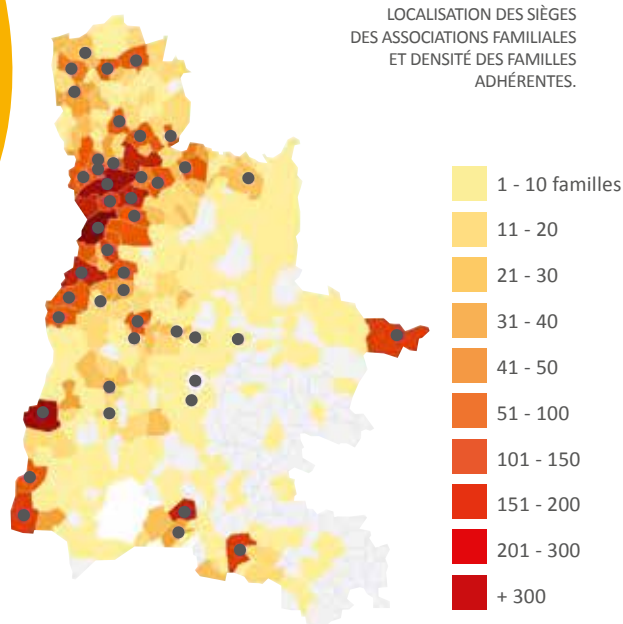 LOCALISATION DES SIÈGES
DES ASSOCIATIONS FAMILIALES
ET DENSITÉ DES FAMILLES
ADHÉRENTES.
1 - 10 familles
11 - 20
21 - 30
31 - 40
41 - 50
51 - 100
101 - 150
151 - 200
201 - 300
+ 300